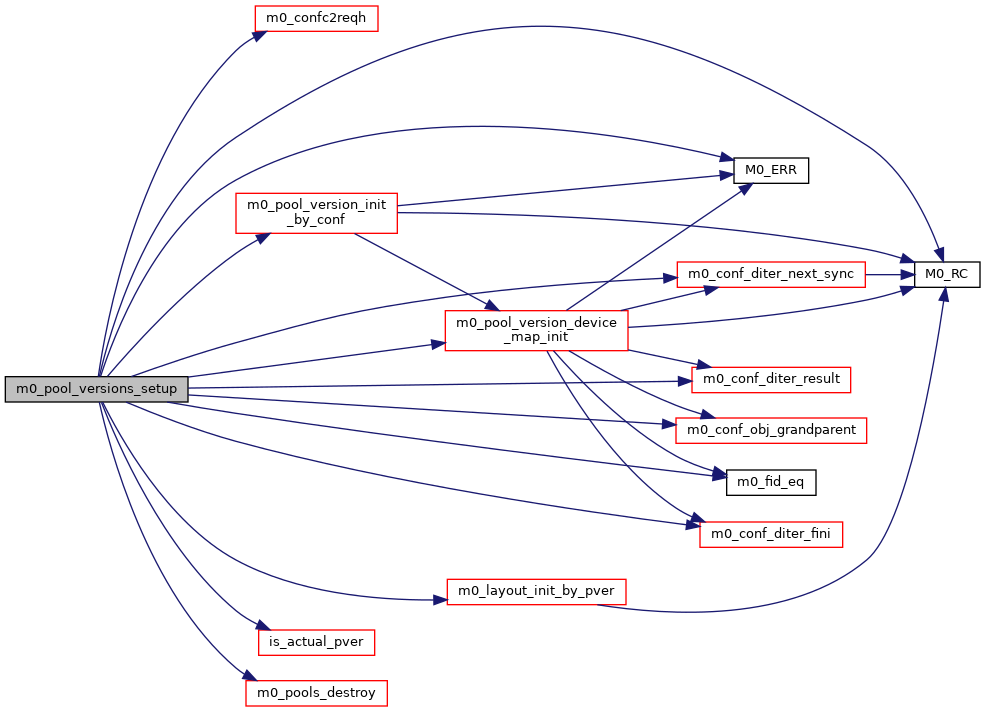 m0_confc2reqh
M0_ERR
m0_pool_version_init
_by_conf
m0_conf_diter_next_sync
M0_RC
m0_pool_version_device
_map_init
m0_conf_diter_result
m0_pool_versions_setup
m0_conf_obj_grandparent
m0_fid_eq
m0_conf_diter_fini
m0_layout_init_by_pver
is_actual_pver
m0_pools_destroy